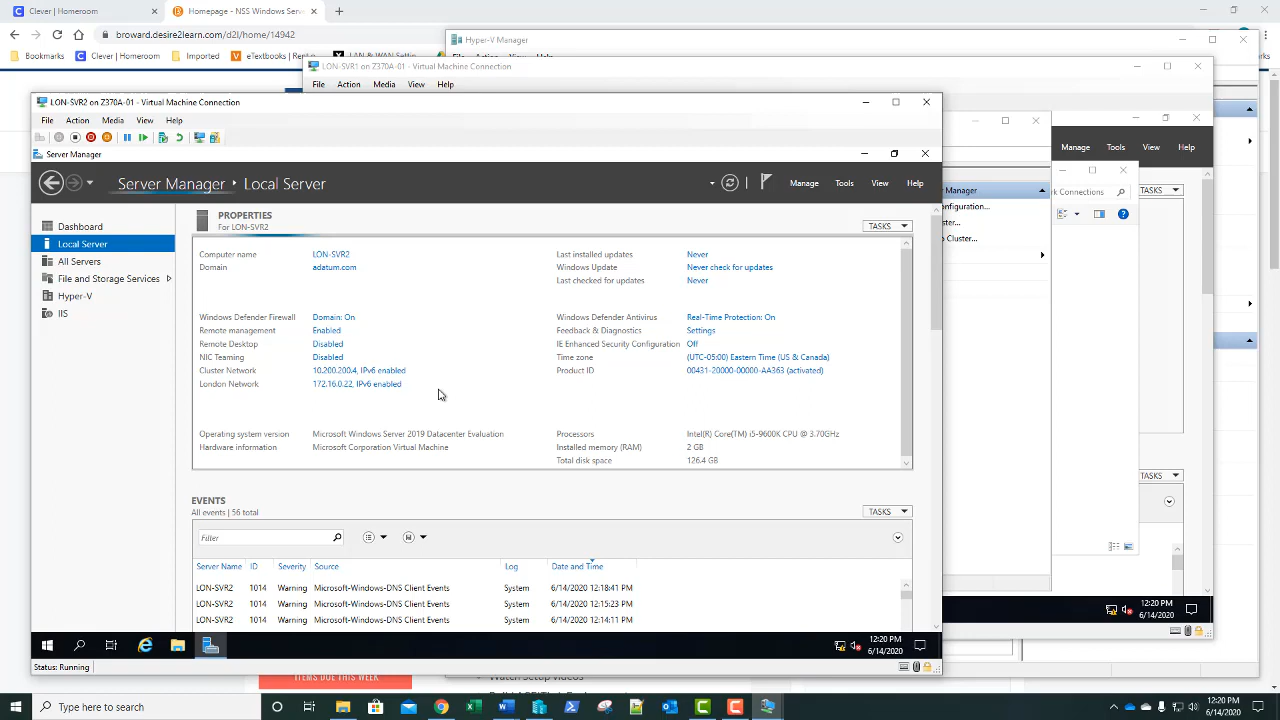 Clever | Homeroom
Homepage - NSS Windows Serve
broward.desire2learn.com/d2l/home/14942
Bookmarks
Clever | Homeroom
Imported
eTextbooks | Retriev
LAN & WAN Settin
Hyper-V Manager
LON-SVR1 on Z370A-01 - Virtual Machine Connection
File Action Media View Help
LON-SVR2 on Z370A-01 - Virtual Machine Connection
File Action Media View Help
Server Manager
Server Manager • Local Server
Manage Tools View Help
Manage Tools View Help
Dashboard
Local Server
All Servers
File and Storage Services
Hyper-V
IIS
PROPERTIES
For LON-SVR2
TASKS
Computer name LON-SVR2
Domain adatum.com
Last installed updates Never
Windows Update Never check for updates
Last checked for updates Never
Windows Defender Firewall Domain: On
Remote management Enabled
Remote Desktop Disabled
NIC Teaming Disabled
Cluster Network 10.200.200.4, IPv6 enabled
London Network 172.16.0.22, IPv6 enabled
Windows Defender Antivirus Real-Time Protection: On
Feedback & Diagnostics Settings
IE Enhanced Security Configuration Off
Time zone (UTC-05:00) Eastern Time (US & Canada)
Product ID 00431-20000-00000-AA363 (activated)
Operating system version Microsoft Windows Server 2019 Datacenter Evaluation
Hardware information Microsoft Corporation Virtual Machine
Processors Intel(R) Core(TM) i5-9600K CPU @ 3.70GHz
Installed memory (RAM) 2 GB
Total disk space 126.4 GB
EVENTS
All events | 56 total
TASKS
Filter
Server Name ID Severity Source Log Date and Time
LON-SVR2 1014 Warning Microsoft-Windows-DNS Client Events System 6/14/2020 12:18:41 PM
LON-SVR2 1014 Warning Microsoft-Windows-DNS Client Events System 6/14/2020 12:15:23 PM
LON-SVR2 1014 Warning Microsoft-Windows-DNS Client Events System 6/14/2020 12:14:11 PM
12:20 PM
6/14/2020
Status: Running
Manager
onfiguration...
er...
o Cluster...
rk Connections
TASKS
TASKS
12:20 PM
6/14/2020
ITEMS DUE THIS WEEK
Type here to search
12:20 PM
6/14/2020